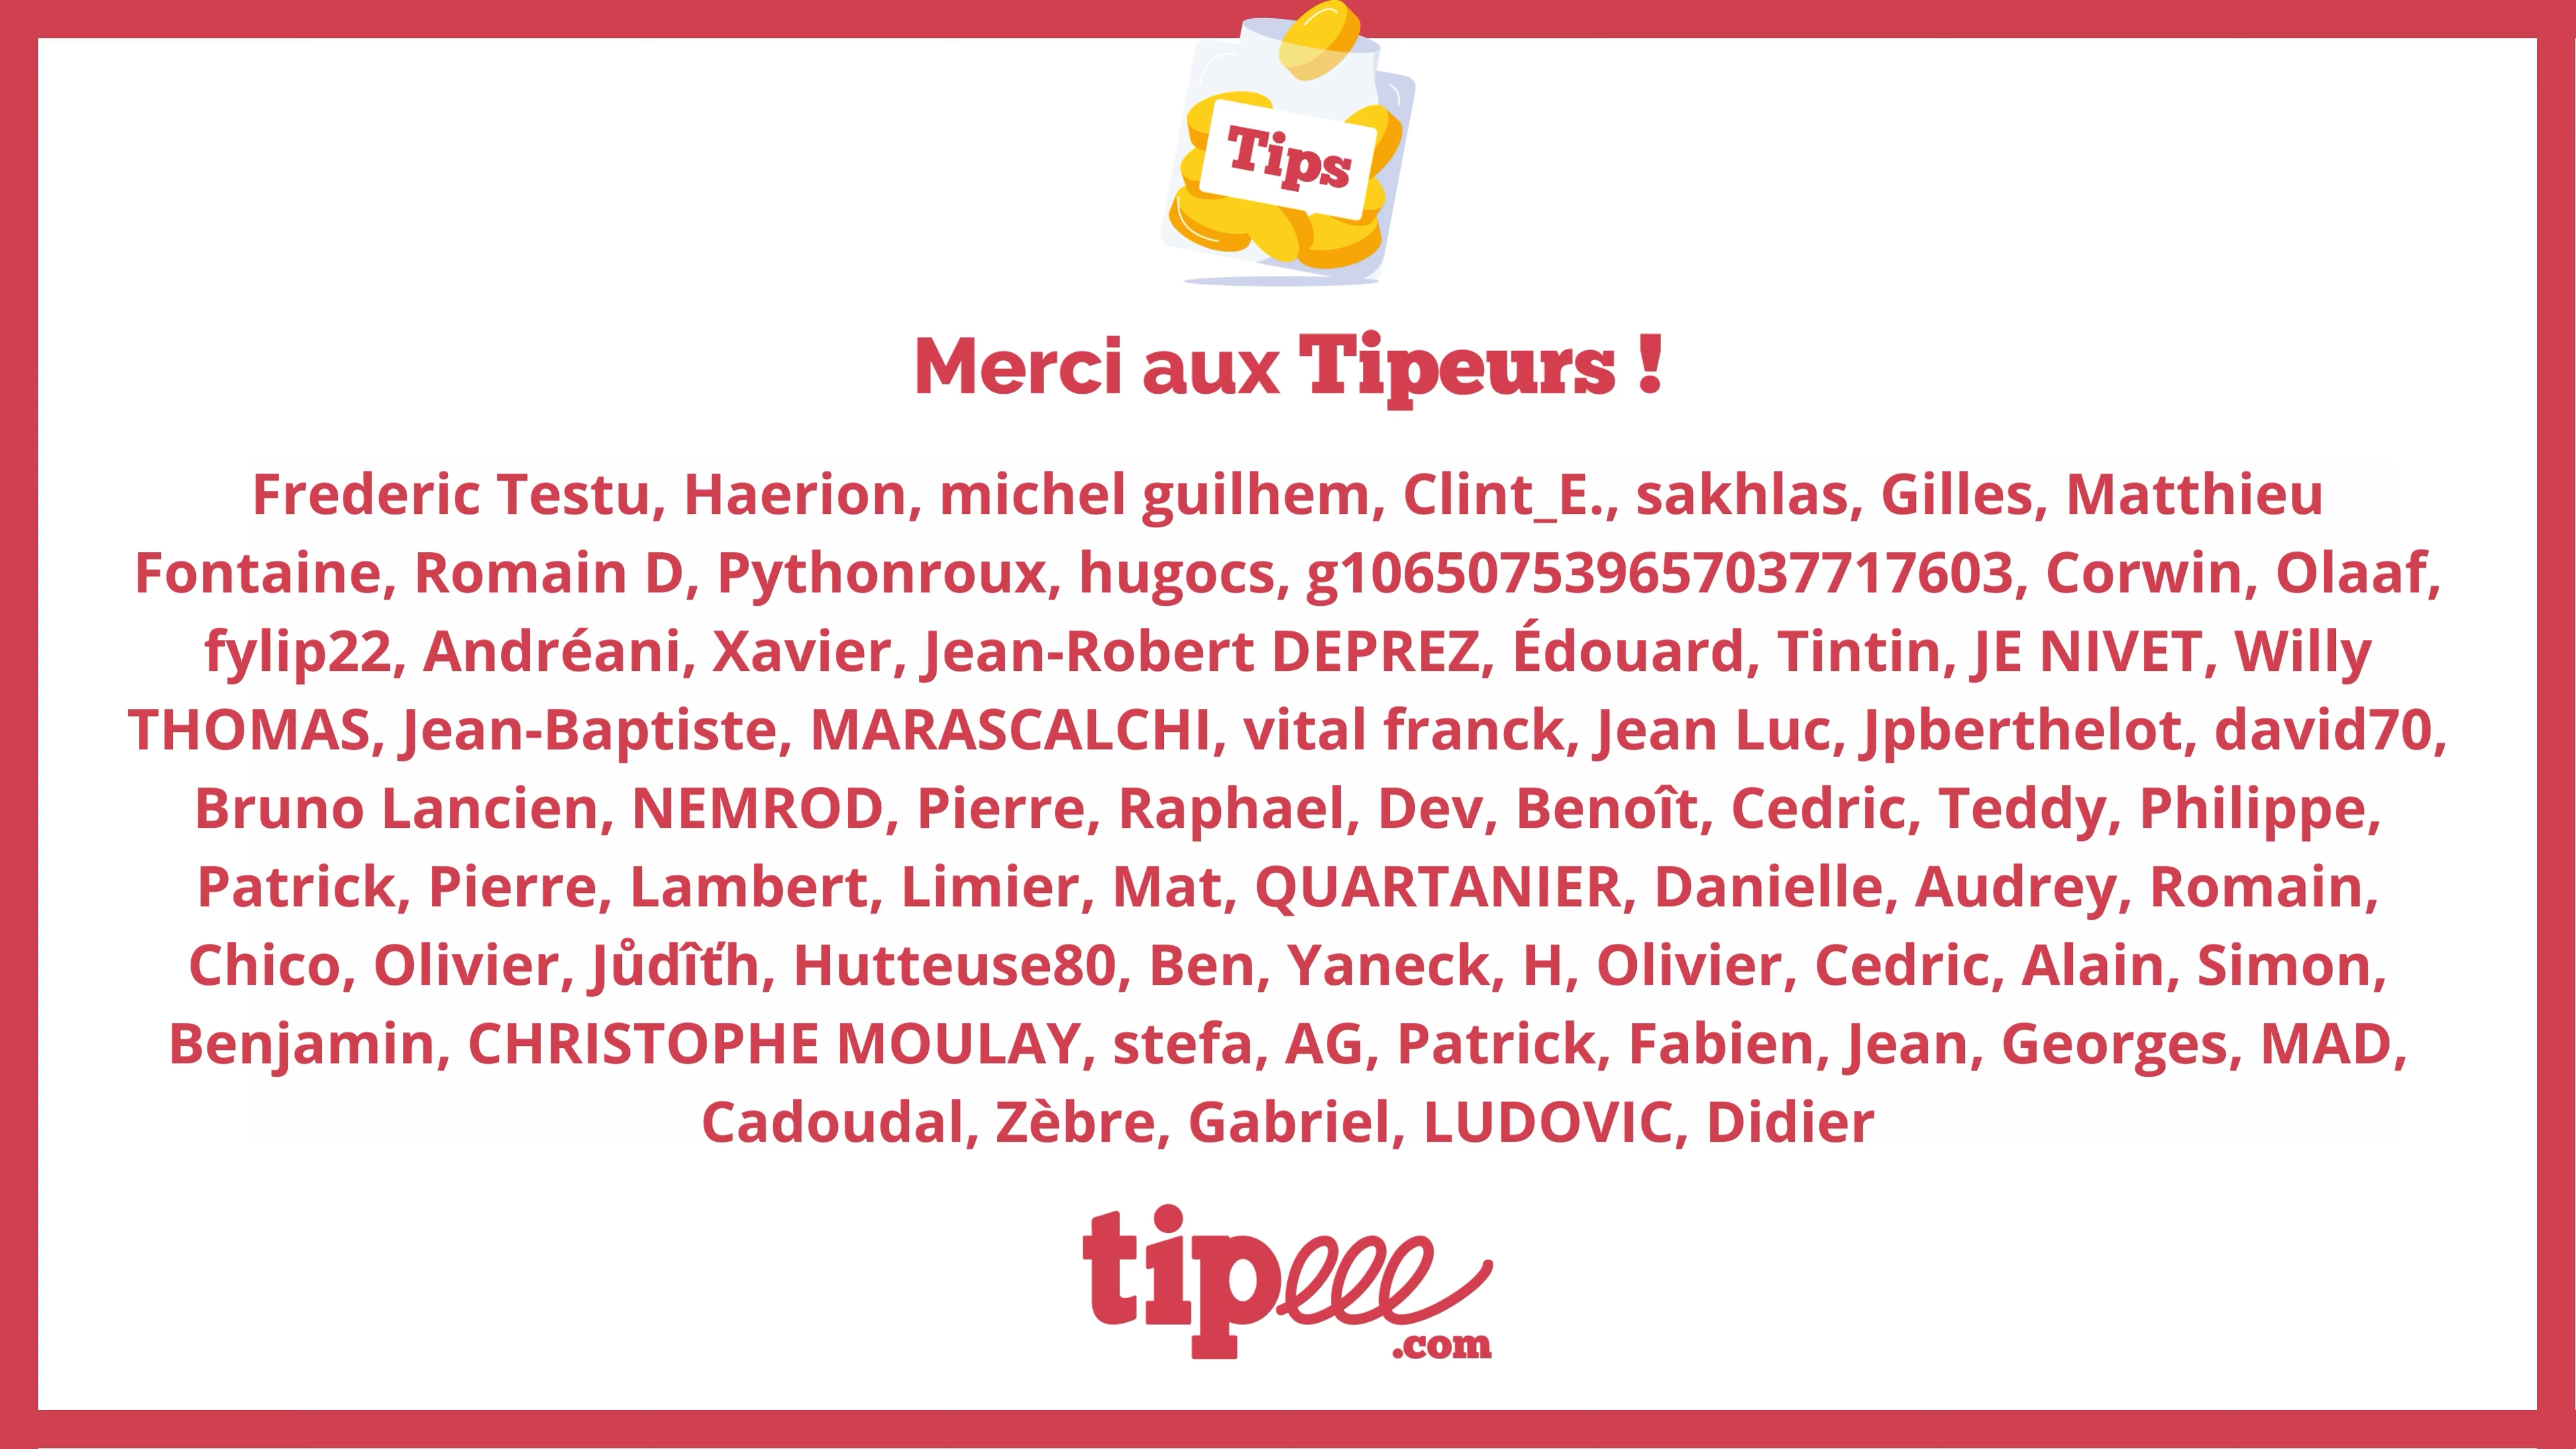 Tips
Merci aux Tipeurs !
Frederic Testu, Haerion, michel guilhem, Clint_E., sakhlas, Gilles, Matthieu
Fontaine, Romain D, Pythonroux, hugocs, g106507539657037717603, Corwin, Olaaf,
fylip22, Andréani, Xavier, Jean-Robert DEPREZ, Édouard, Tintin, JE NIVET, Willy
THOMAS, Jean-Baptiste, MARASCALCHI, vital franck, Jean Luc, Jpberthelot, david70,
Bruno Lancien, NEMROD, Pierre, Raphael, Dev, Benoît, Cedric, Teddy, Philippe,
Patrick, Pierre, Lambert, Limier, Mat, QUARTANIER, Danielle, Audrey, Romain,
Chico, Olivier, Jůdîťh, Hutteuse80, Ben, Yaneck, H, Olivier, Cedric, Alain, Simon,
Benjamin, CHRISTOPHE MOULAY, stefa, AG, Patrick, Fabien, Jean, Georges, MAD,
Cadoudal, Zèbre, Gabriel, LUDOVIC, Didier
tipeee
.com